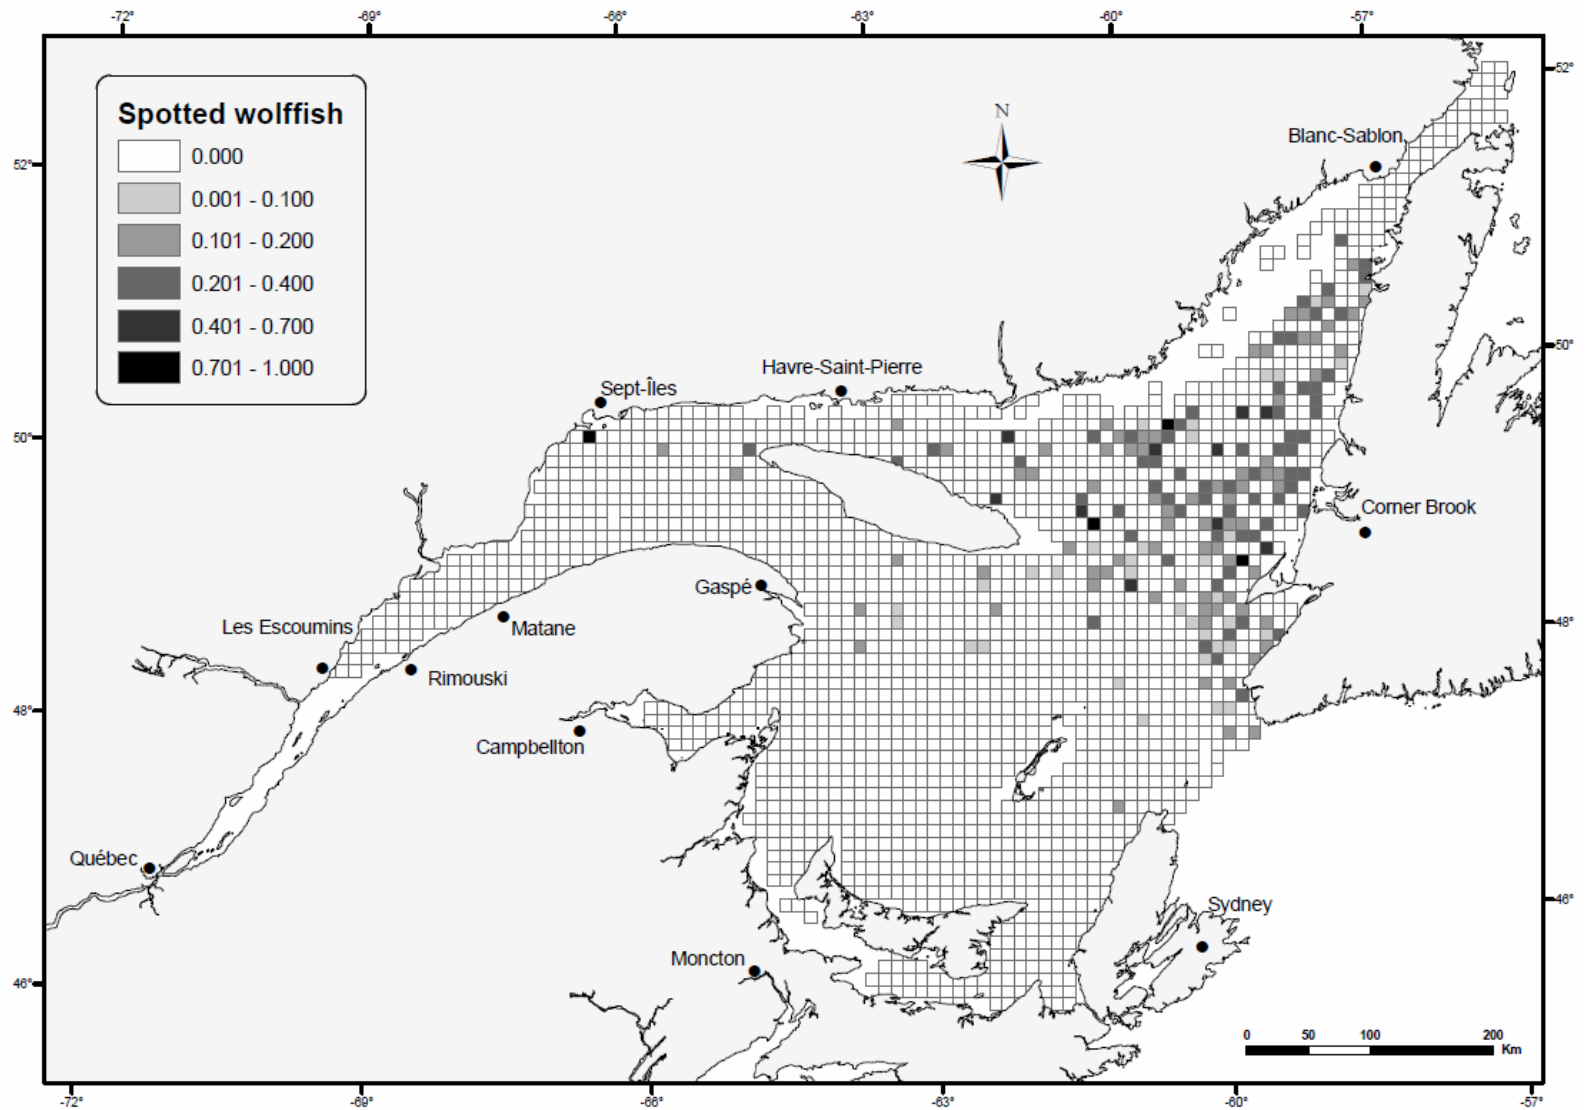 -72° -69° -66° -63° -60° -57°
Spotted wolffish
0.000
0.001 - 0.100
0.101 - 0.200
0.201 - 0.400
0.401 - 0.700
0.701 - 1.000
N
52°
Blanc-Sablon
52°
50°
Havre-Saint-Pierre
Sept-Îles
50°
Corner Brook
Gaspé
Matane
48°
Les Escoumins
Rimouski
48°
Campbellton
Québec
46°
Sydney
Moncton
46°
0 50 100 200
Km
-72° -69° -66° -63° -60° -57°